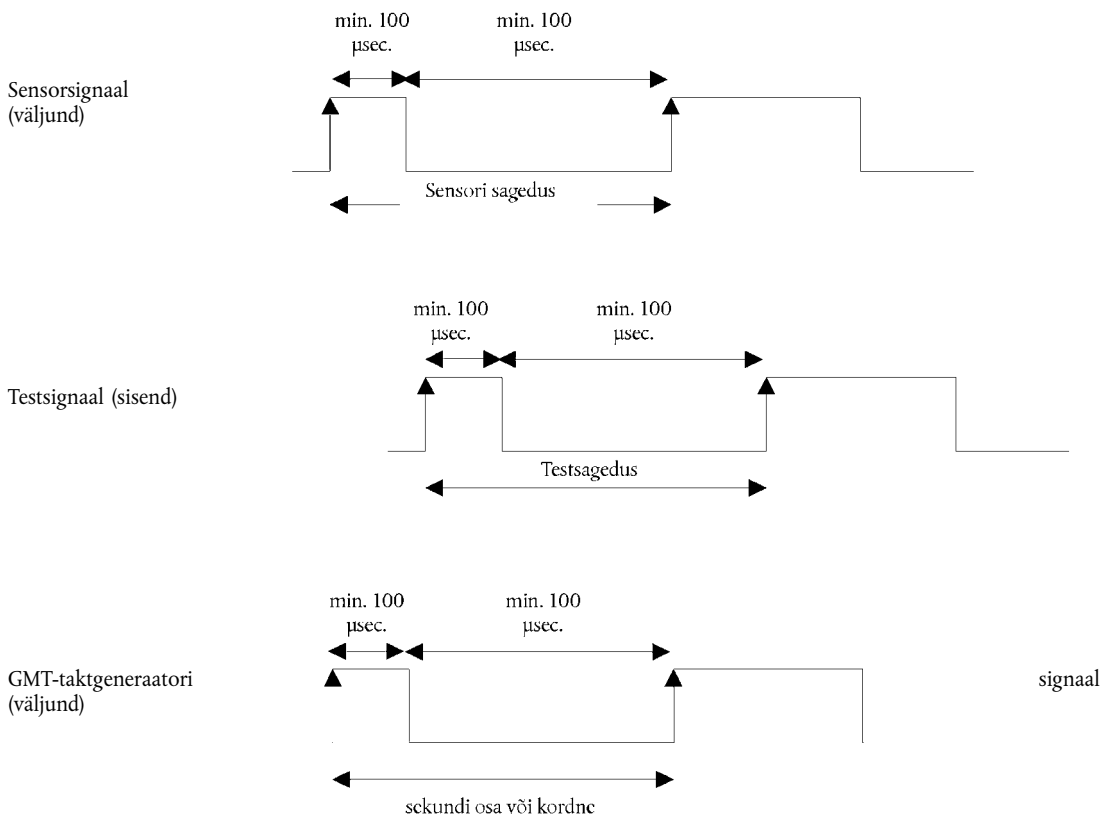 min. 100 min. 100
µsec. µsec.
Sensorsignaal
(väljund)
Sensori sagedus
min. 100 min. 100
µsec. µsec.
Testsignaal (sisend)
Testsagedus
min. 100 min. 100
µsec. µsec.
GMT-taktgeneraatori signaal
(väljund)
sekundi osa või kordne